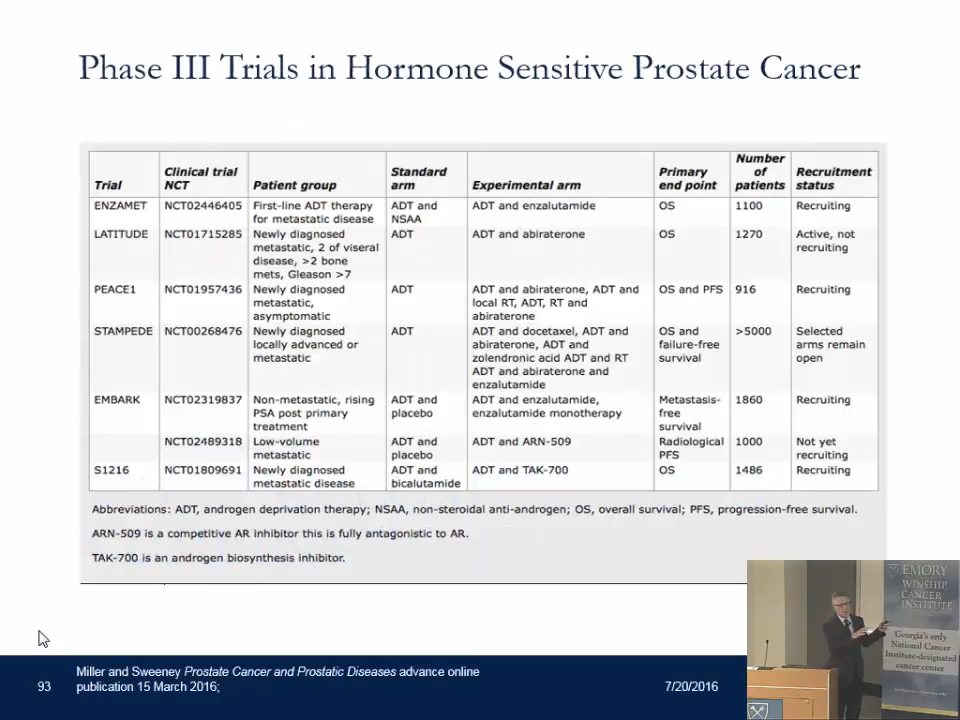 Phase III Trials in Hormone Sensitive Prostate Cancer
Trial | Clinical trial NCT | Patient group | Standard arm | Experimental arm | Primary end point | Number of patients | Recruitment status
ENZAMET | NCT02446405 | First-line ADT therapy for metastatic disease | ADT and NSAA | ADT and enzalutamide | OS | 1100 | Recruiting
LATITUDE | NCT01715285 | Newly diagnosed metastatic, 2 of viseral disease, >2 bone mets, Gleason >7 | ADT | ADT and abiraterone | OS | 1270 | Active, not recruiting
PEACE1 | NCT01957436 | Newly diagnosed metastatic, asymptomatic | ADT | ADT and abiraterone, ADT and local RT, ADT, RT and abiraterone | OS and PFS | 916 | Recruiting
STAMPEDE | NCT00268476 | Newly diagnosed locally advanced or metastatic | ADT | ADT and docetaxel, ADT and abiraterone, ADT and zolendronic acid ADT and RT ADT and abiraterone and enzalutamide | OS and failure-free survival | >5000 | Selected arms remain open
EMBARK | NCT02319837 | Non-metastatic, rising PSA post primary treatment | ADT and placebo | ADT and enzalutamide, enzalutamide monotherapy | Metastasis-free survival | 1860 | Recruiting
NCT02489318 | Low-volume metastatic | ADT and placebo | ADT and ARN-509 | Radiological PFS | 1000 | Not yet recruiting
S1216 | NCT01809691 | Newly diagnosed metastatic disease | ADT and bicalutamide | ADT and TAK-700 | OS | 1486 | Recruiting
Abbreviations: ADT, androgen deprivation therapy; NSAA, non-steroidal anti-androgen; OS, overall survival; PFS, progression-free survival.
ARN-509 is a competitive AR inhibitor this is fully antagonistic to AR.
TAK-700 is an androgen biosynthesis inhibitor.
EMORY
WINSHIP
CANCER
INSTITUTE
Georgia's only
National Cancer
Institute-designated
cancer center
Miller and Sweeney Prostate Cancer and Prostatic Diseases advance online
publication 15 March 2016;
93
7/20/2016